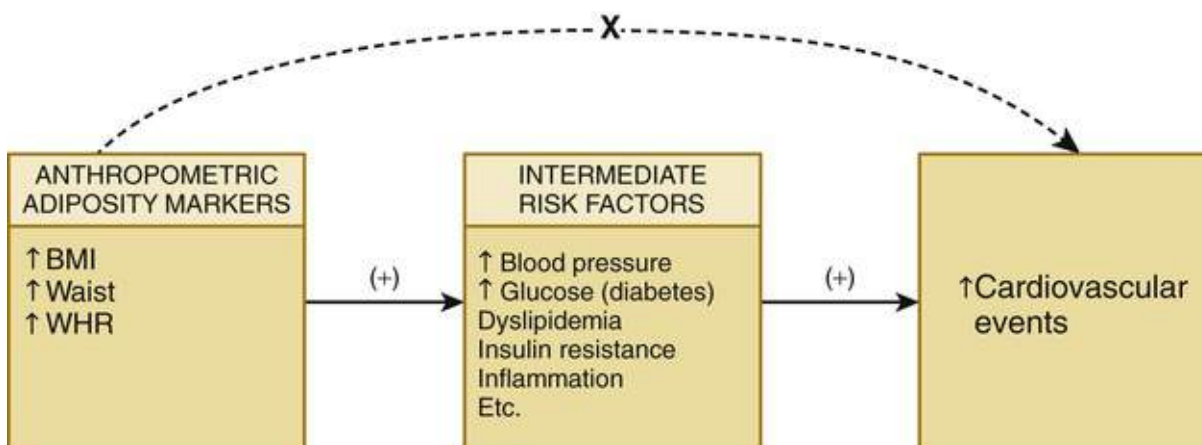 X
ANTHROPOMETRIC
ADIPOSITY MARKERS
↑ BMI
↑ Waist
↑ WHR
(+)
INTERMEDIATE
RISK FACTORS
↑ Blood pressure
↑ Glucose (diabetes)
Dyslipidemia
Insulin resistance
Inflammation
Etc.
(+)
↑Cardiovascular
events